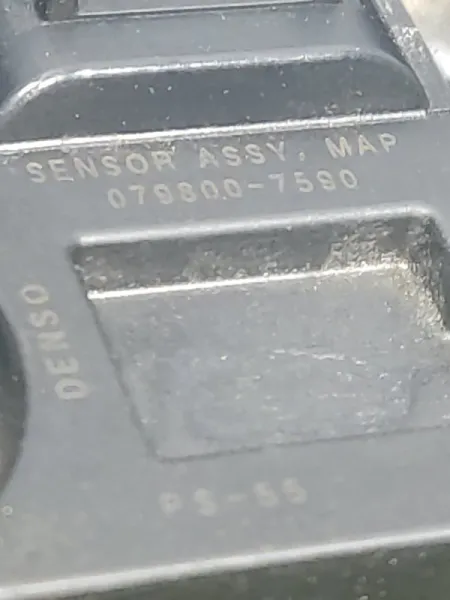 SENSOR ASSY, MAP
079800-7590
DENSO
PS-55